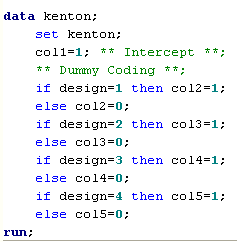 data kenton;
set kenton;
col1=1; ** Intercept **;
** Dummy Coding **;
if design=1 then col2=1;
else col2=0;
if design=2 then col3=1;
else col3=0;
if design=3 then col4=1;
else col4=0;
if design=4 then col5=1;
else col5=0;
run;